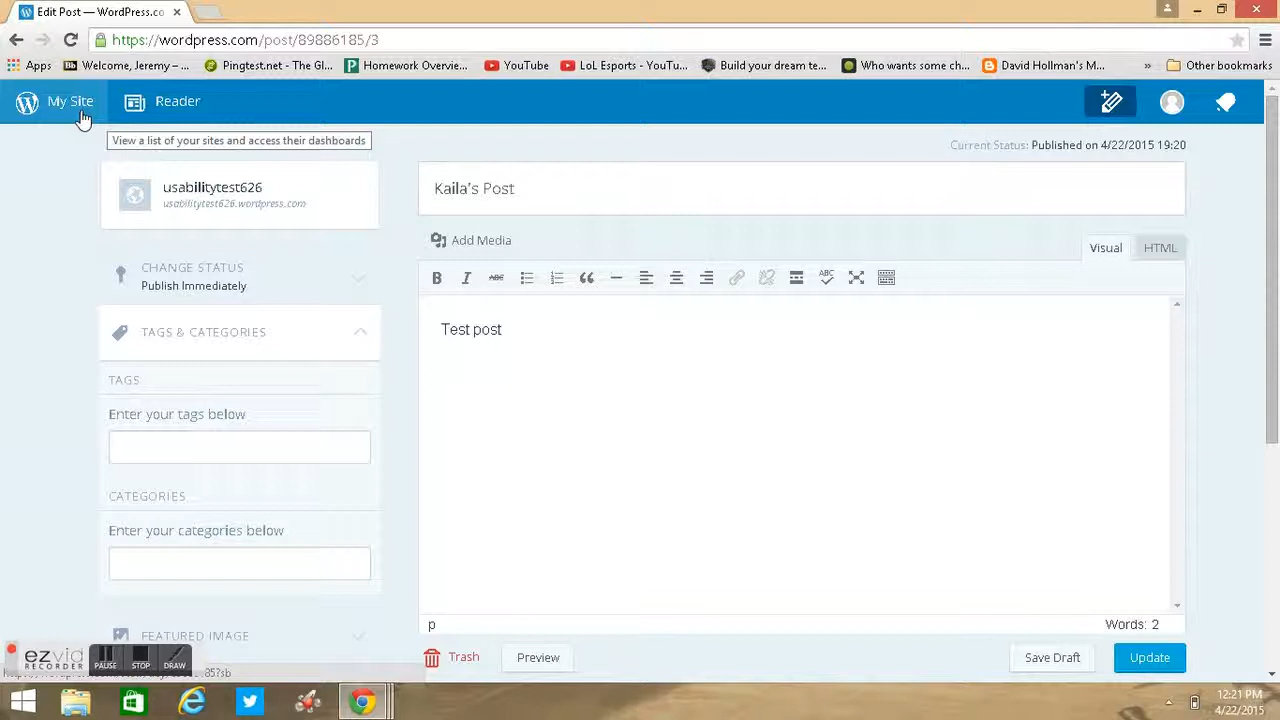 Edit Post — WordPress.co
https://wordpress.com/post/89886185/3
Apps
Bb Welcome, Jeremy – ...
Pingtest.net - The Gl...
Homework Overvie...
YouTube
LoL Esports - YouTu...
Build your dream te...
Who wants some ch...
David Hollman's M...
» Other bookmarks
My Site
Reader
View a list of your sites and access their dashboards
Current Status: Published on 4/22/2015 19:20
usabilitytest626
usabilitytest626.wordpress.com
Kaila's Post
CHANGE STATUS
Publish Immediately
Add Media
Visual
HTML
B I ABC ABC
TAGS & CATEGORIES
Test post
TAGS
Enter your tags below
CATEGORIES
Enter your categories below
FEATURED IMAGE
p
Words: 2
Trash
Preview
Save Draft
Update
ezvid
RECORDER
PAUSE
STOP
DRAW
85?sb
12:21 PM
4/22/2015